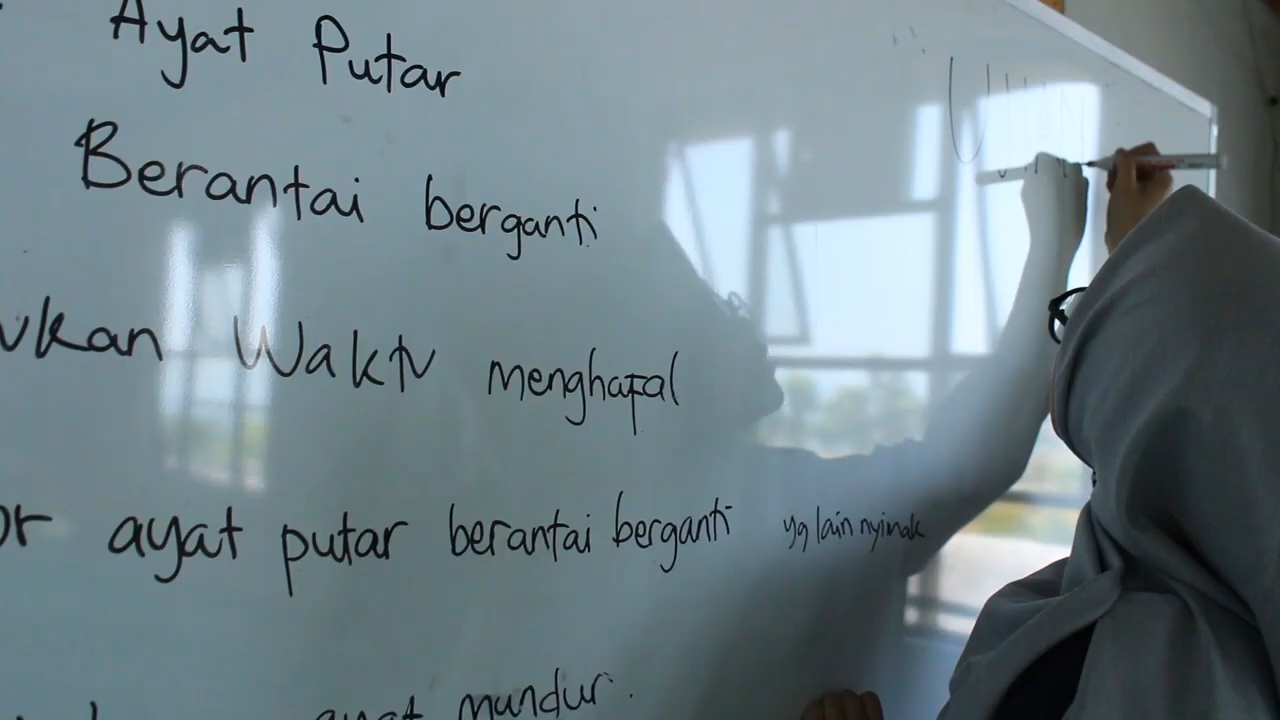 Ayat Putar
Berantai berganti
ukan Waktu menghafal
or ayat putar berantai berganti yg lain nyimak
ayat mundur.